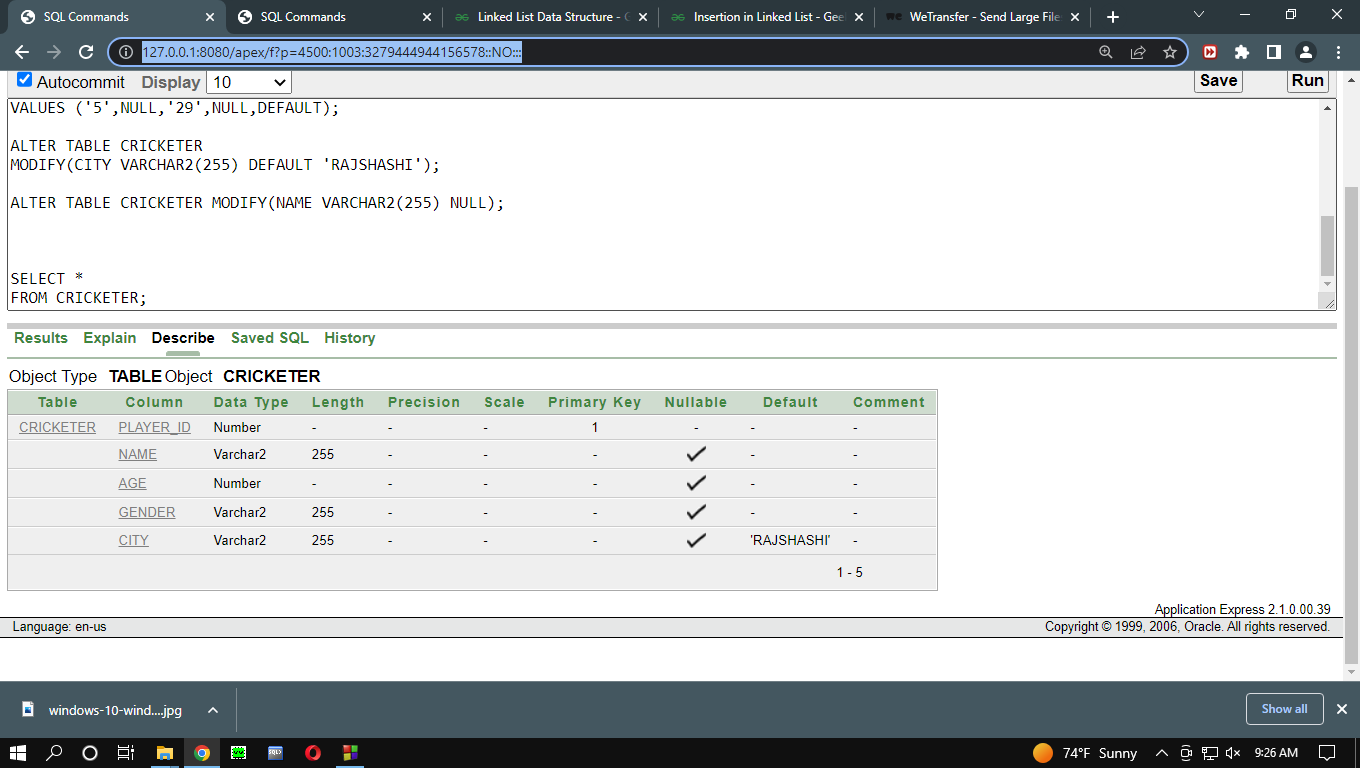 SQL Commands
SQL Commands
Linked List Data Structure - G
Insertion in Linked List - Geek
WeTransfer - Send Large File
127.0.0.1:8080/apex/f?p=4500:1003:3279444944156578::NO:::
Autocommit Display 10 Save Run
VALUES ('5',NULL,'29',NULL,DEFAULT);
ALTER TABLE CRICKETER
MODIFY(CITY VARCHAR2(255) DEFAULT 'RAJSHASHI');
ALTER TABLE CRICKETER MODIFY(NAME VARCHAR2(255) NULL);
SELECT *
FROM CRICKETER;
Results Explain Describe Saved SQL History
Object Type TABLE Object CRICKETER
Table Column Data Type Length Precision Scale Primary Key Nullable Default Comment
CRICKETER PLAYER_ID Number - - - 1 - - -
NAME Varchar2 255 - - - - -
AGE Number - - - - - -
GENDER Varchar2 255 - - - - -
CITY Varchar2 255 - - - 'RAJSHASHI' -
1 - 5
Application Express 2.1.0.00.39
Language: en-us Copyright © 1999, 2006, Oracle. All rights reserved.
windows-10-wind....jpg Show all
74°F Sunny 9:26 AM